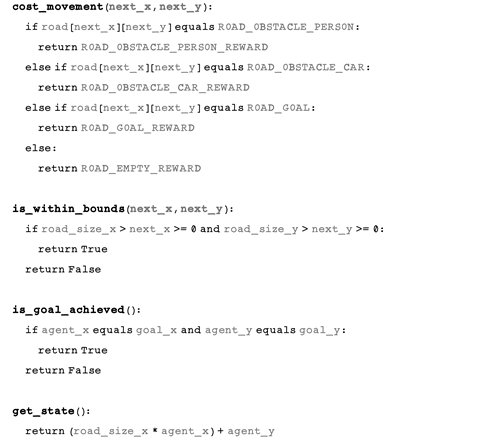 cost_movement(next_x,next_y):
if road[next_x][next_y] equals ROAD_OBSTACLE_PERSON:
return ROAD_OBSTACLE_PERSON_REWARD
else if road[next_x][next_y] equals ROAD_OBSTACLE_CAR:
return ROAD_OBSTACLE_CAR_REWARD
else if road[next_x][next_y] equals ROAD_GOAL:
return ROAD_GOAL_REWARD
else:
return ROAD_EMPTY_REWARD
is_within_bounds(next_x,next_y):
if road_size_x > next_x >= 0 and road_size_y > next_y >= 0:
return True
return False
is_goal_achieved():
if agent_x equals goal_x and agent_y equals goal_y:
return True
return False
get_state():
return (road_size_x * agent_x) + agent_y